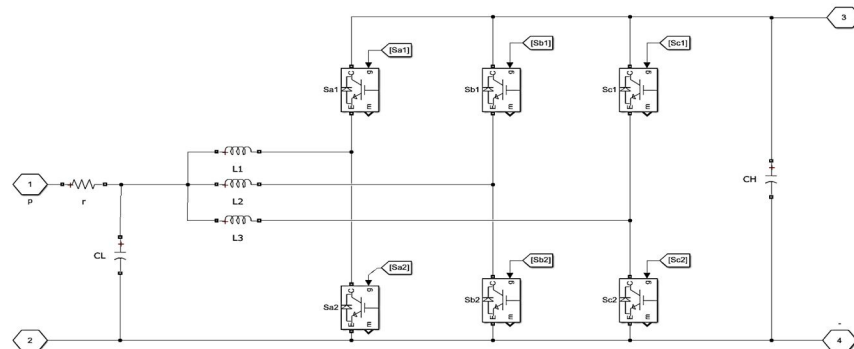 3
[Sa1]
[Sb1]
[Sc1]
C
g
Sa1
E
m
C
g
Sb1
E
m
C
g
Sc1
E
m
L1
1
p
r
L2
CH
L3
CL
[Sa2]
[Sb2]
[Sc2]
C
g
Sa2
E
m
C
g
Sb2
E
m
C
g
Sc2
E
m
2
-
4